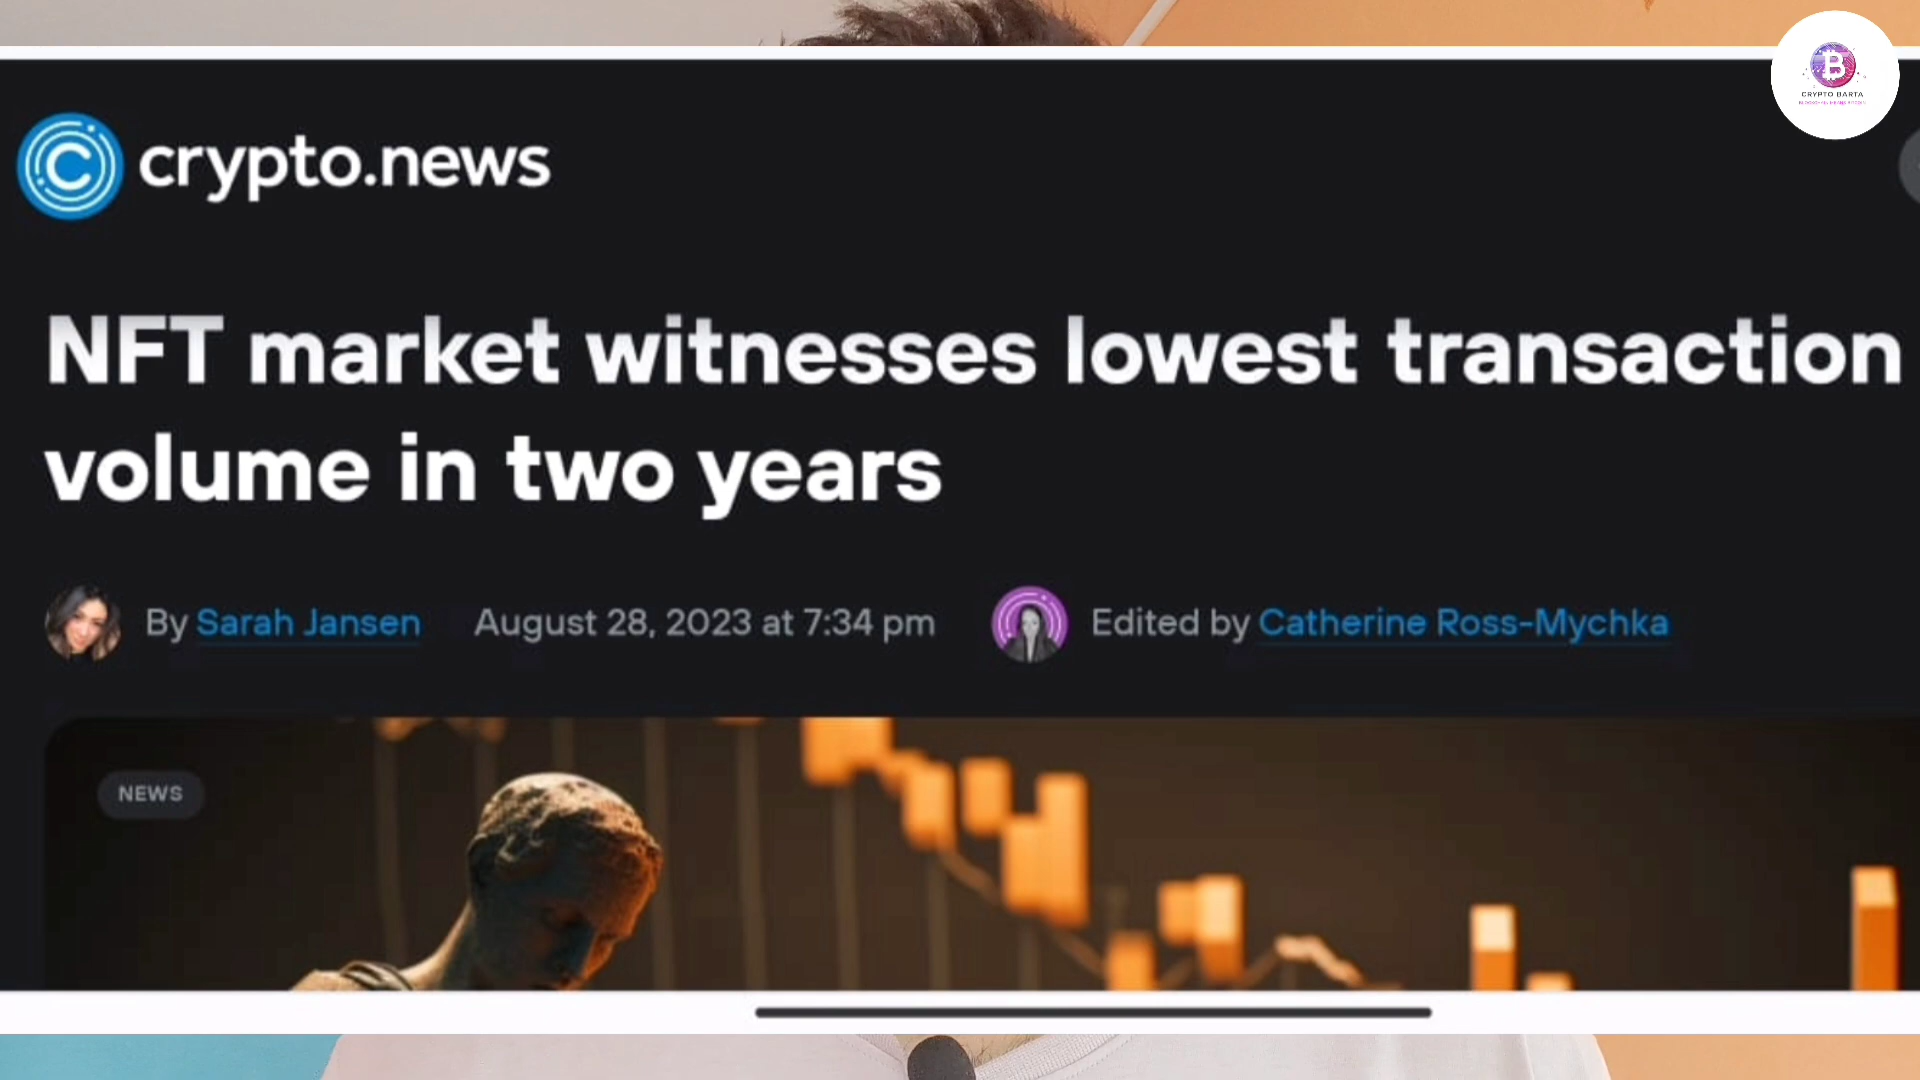 CRYPTO BARTA
crypto.news
NFT market witnesses lowest transaction
volume in two years
By Sarah Jansen August 28, 2023 at 7:34 pm Edited by Catherine Ross-Mychka
NEWS